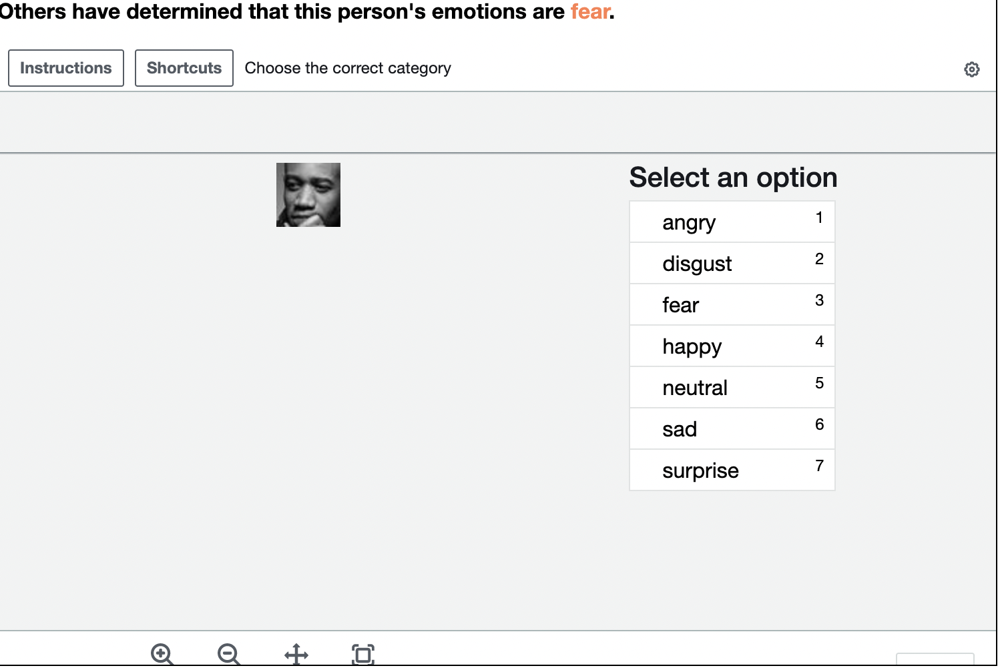 Others have determined that this person's emotions are fear.
Instructions
Shortcuts
Choose the correct category
Select an option
angry 1
disgust 2
fear 3
happy 4
neutral 5
sad 6
surprise 7